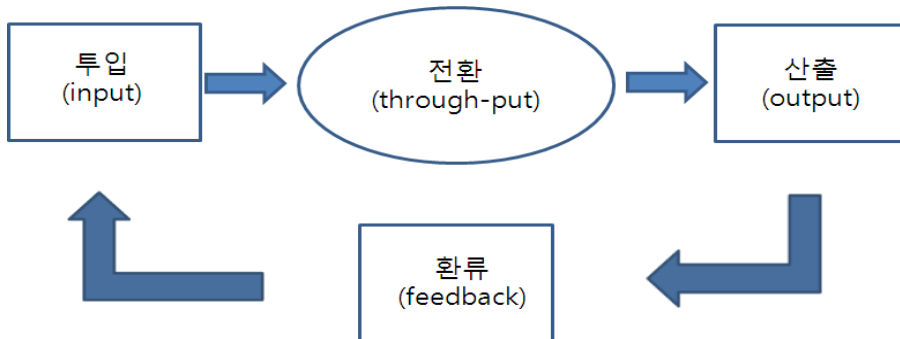 투입
(input)
전환
(through-put)
산출
(output)
환류
(feedback)